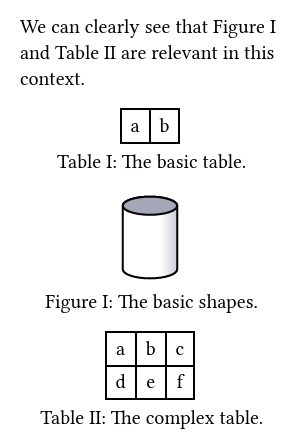 We can clearly see that Figure I
and Table II are relevant in this
context.
a b
Table I: The basic table.
Figure I: The basic shapes.
a b c
d e f
Table II: The complex table.